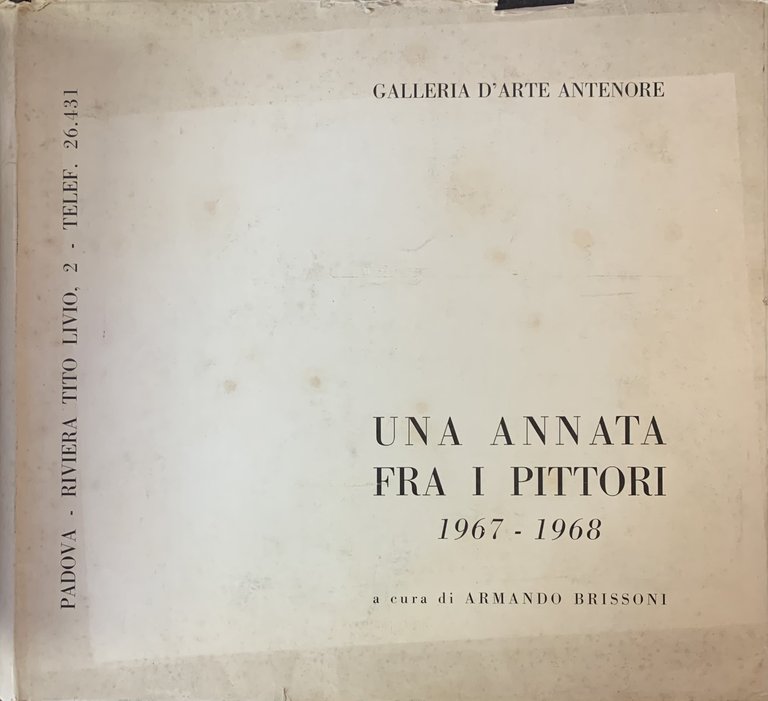 GALLERIA D'ARTE ANTENORE
UNA ANNATA
FRA I PITTORI
1967 - 1968
a cura di ARMANDO BRISSONI
PADOVA - RIVIERA TITO LIVIO, 2 - TELEF. 26.431